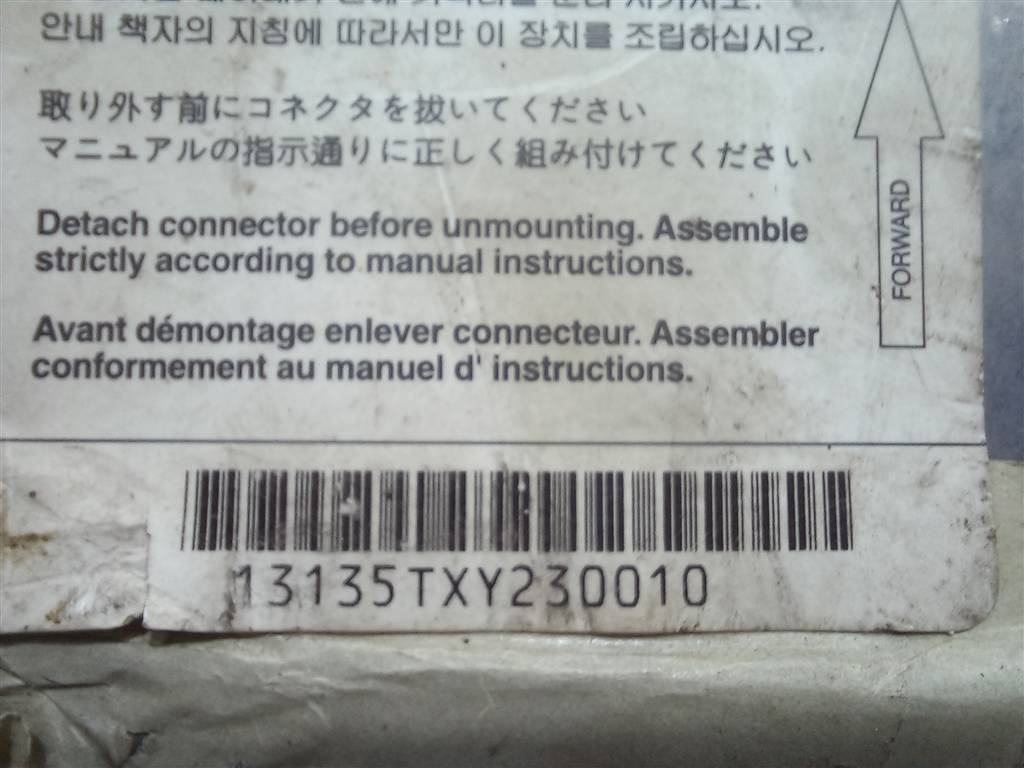 안내 책자의 지침에 따라서만 이 장치를 조립하십시오.
取り外す前にコネクタを抜いてください
マニュアルの指示通りに正しく組み付けてください
Detach connector before unmounting. Assemble
strictly according to manual instructions.
Avant démontage enlever connecteur. Assembler
conformement au manuel d' instructions.
FORWARD
13135TXY230010